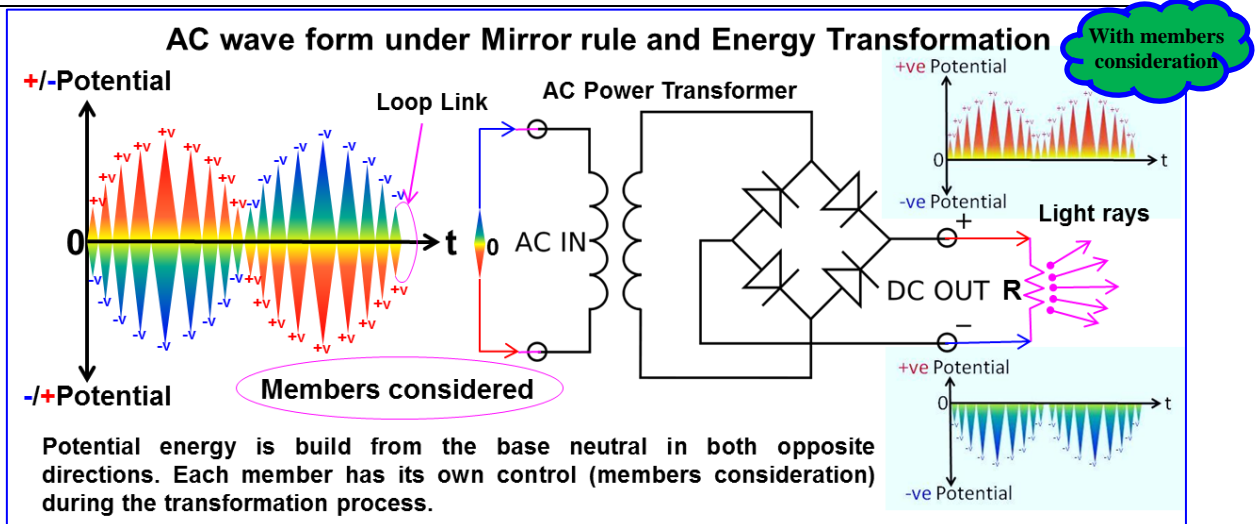 AC wave form under Mirror rule and Energy Transformation
With members
consideration
+/-Potential
Loop Link
AC Power Transformer
+ve Potential
0
t
-ve Potential
+v
+v
+v
+v
+v
+v
+v
+v
-v
-v
-v
-v
-v
-v
-v
-v
0
t
-v
-v
-v
-v
-v
-v
-v
+v
+v
+v
+v
+v
+v
+v
+v
-/+Potential
0
AC IN
+
DC OUT
−
R
Light rays
Members considered
+ve Potential
0
t
-ve Potential
Potential energy is build from the base neutral in both opposite
directions. Each member has its own control (members consideration)
during the transformation process.